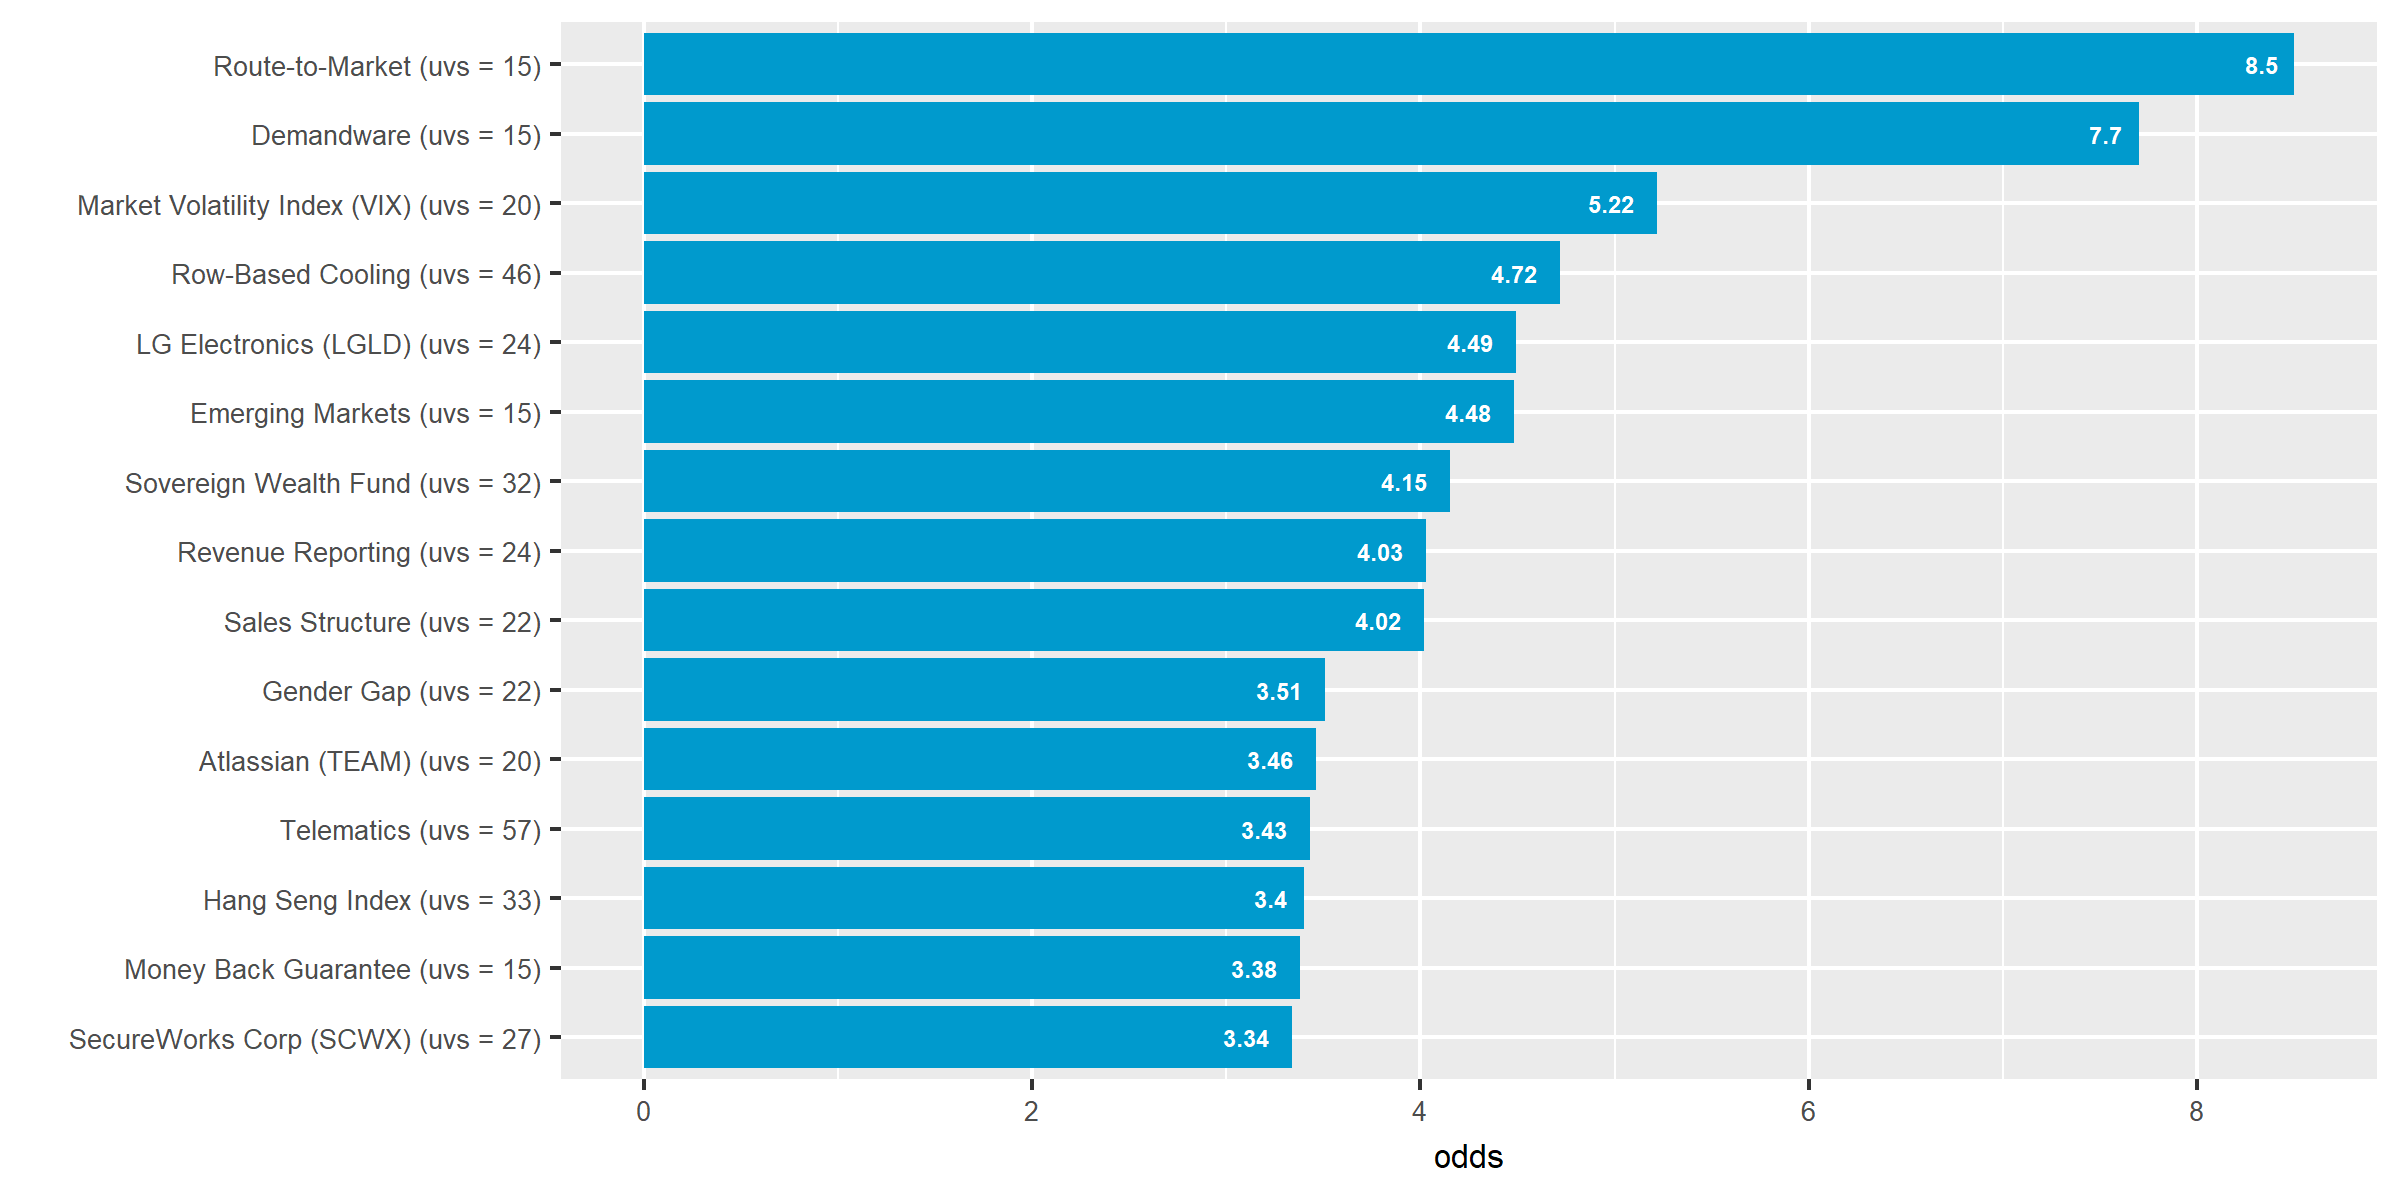 Route-to-Market (uvs = 15) 8.5
Demandware (uvs = 15) 7.7
Market Volatility Index (VIX) (uvs = 20) 5.22
Row-Based Cooling (uvs = 46) 4.72
LG Electronics (LGLD) (uvs = 24) 4.49
Emerging Markets (uvs = 15) 4.48
Sovereign Wealth Fund (uvs = 32) 4.15
Revenue Reporting (uvs = 24) 4.03
Sales Structure (uvs = 22) 4.02
Gender Gap (uvs = 22) 3.51
Atlassian (TEAM) (uvs = 20) 3.46
Telematics (uvs = 57) 3.43
Hang Seng Index (uvs = 33) 3.4
Money Back Guarantee (uvs = 15) 3.38
SecureWorks Corp (SCWX) (uvs = 27) 3.34
0 2 4 6 8
odds